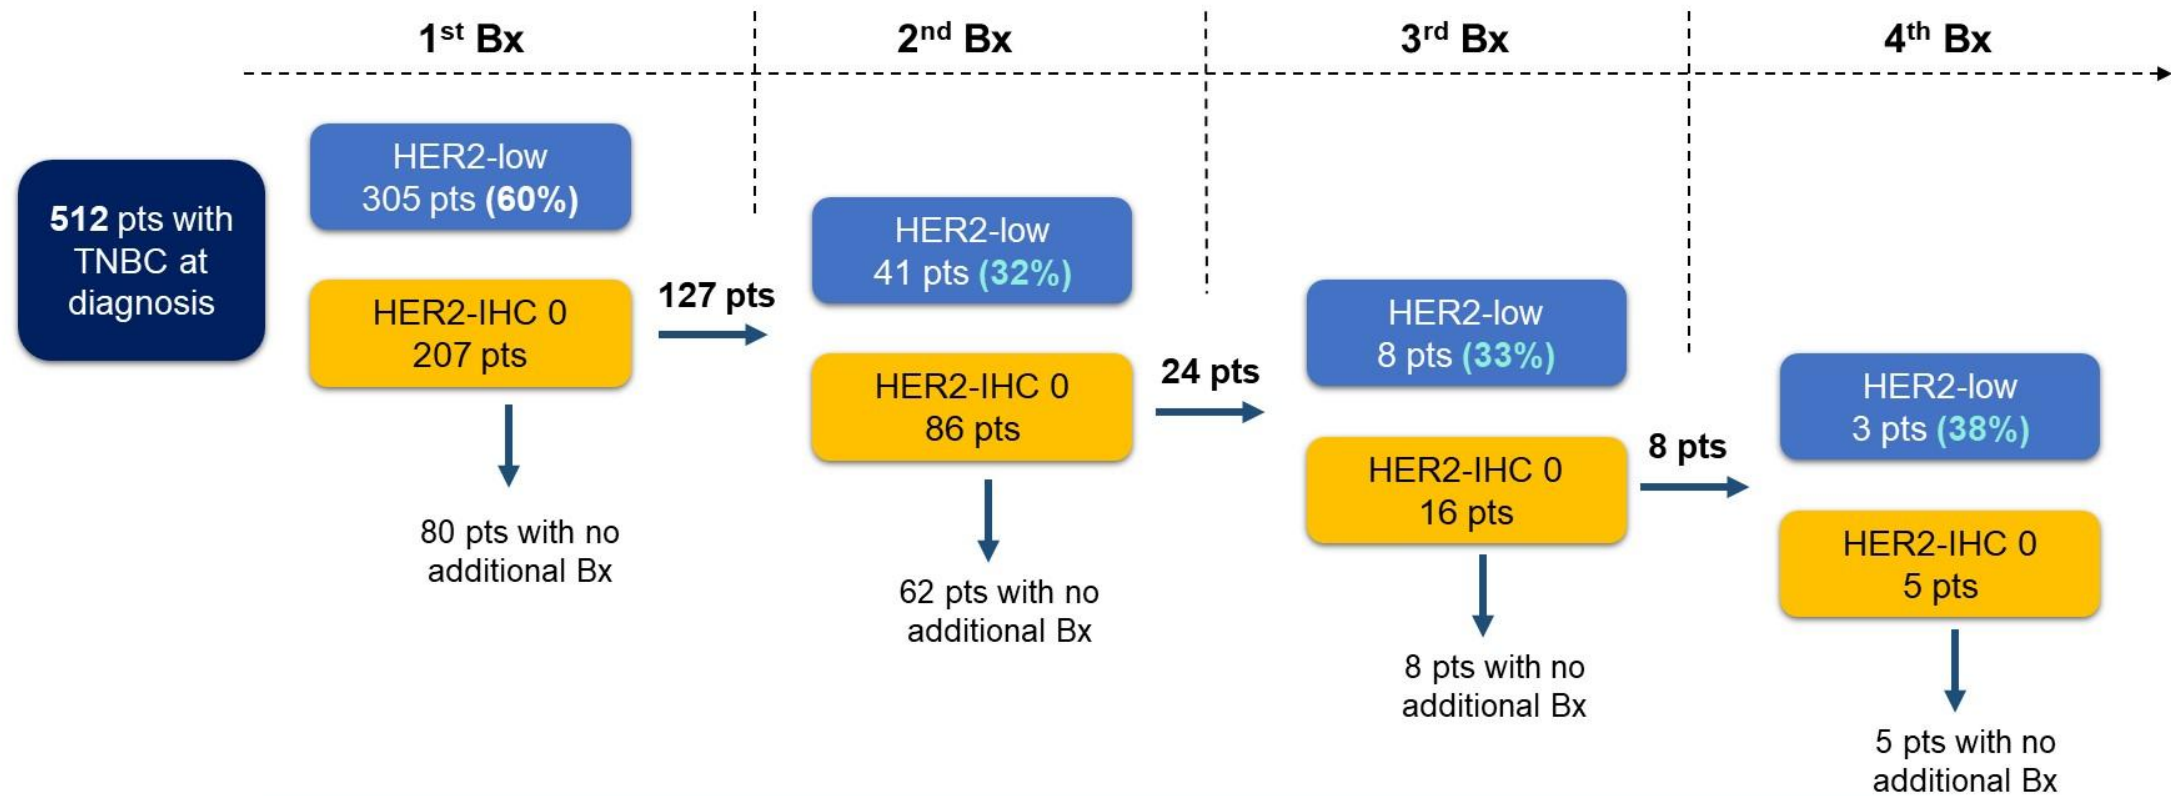 1st Bx
2nd Bx
3rd Bx
4th Bx
512 pts with
TNBC at
diagnosis
HER2-low
305 pts (60%)
HER2-IHC 0
207 pts
80 pts with no
additional Bx
127 pts
HER2-low
41 pts (32%)
HER2-IHC 0
86 pts
62 pts with no
additional Bx
24 pts
HER2-low
8 pts (33%)
HER2-IHC 0
16 pts
8 pts with no
additional Bx
8 pts
HER2-low
3 pts (38%)
HER2-IHC 0
5 pts
5 pts with no
additional Bx